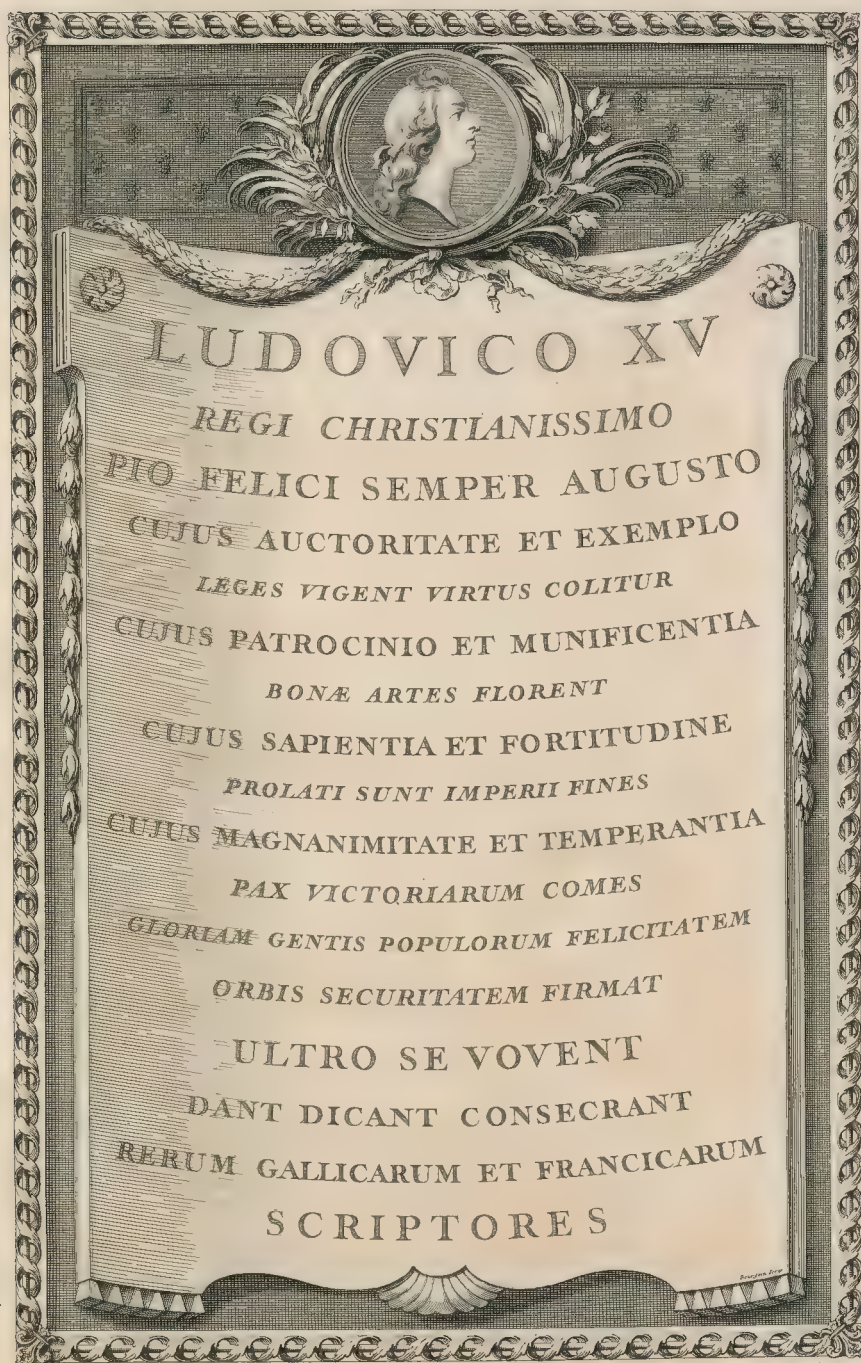 LUDOVICO XV
REGI CHRISTIANISSIMO
PIO FELICI SEMPER AUGUSTO
CUJUS AUCTORITATE ET EXEMPLO
LEGES VIGENT VIRTUS COLITUR
CUJUS PATROCINIO ET MUNIFICENTIA
BONÆ ARTES FLORENT
CUJUS SAPIENTIA ET FORTITUDINE
PROLATI SUNT IMPERII FINES
CUJUS MAGNANIMITATE ET TEMPERANTIA
PAX VICTORIARUM COMES
GLORIAM GENTIS POPULORUM FELICITATEM
ORBIS SECURITATEM FIRMAT
ULTRO SE VOVENT
DANT DICANT CONSECRANT
RERUM GALLICARUM ET FRANCICARUM
SCRIPTORES